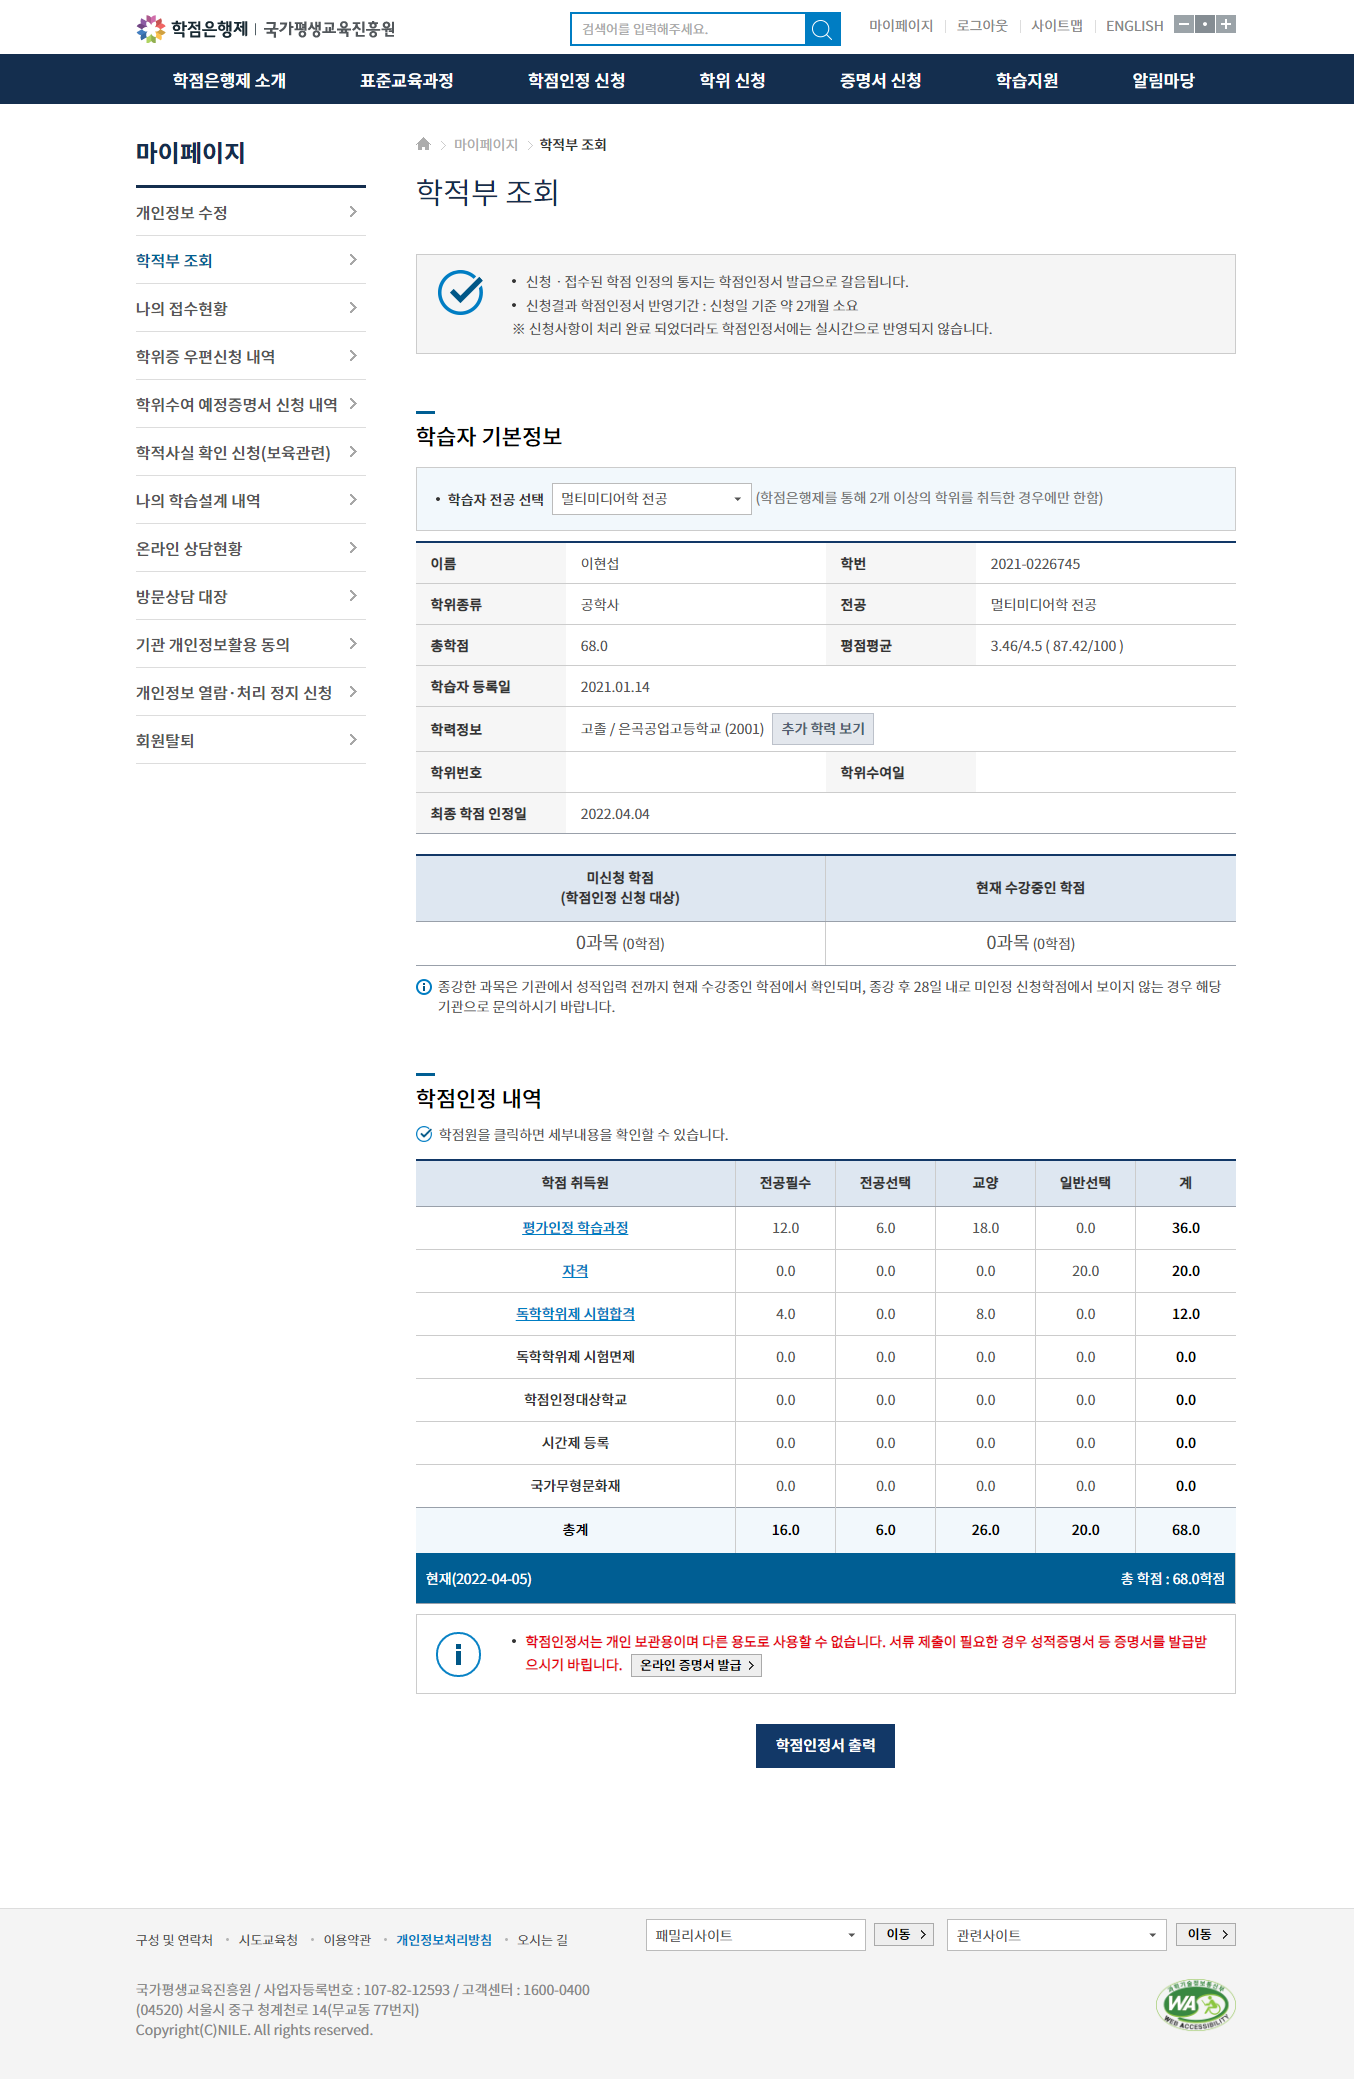 학점은행제 | 국가평생교육진흥원
검색어를 입력해주세요.
마이페이지 로그아웃 사이트맵 ENGLISH
학점은행제 소개 표준교육과정 학점인정 신청 학위 신청 증명서 신청 학습지원 알림마당
마이페이지
개인정보 수정
학적부 조회
나의 접수현황
학위증 우편신청 내역
학위수여 예정증명서 신청 내역
학적사실 확인 신청(보육관련)
나의 학습설계 내역
온라인 상담현황
방문상담 대장
기관 개인정보활용 동의
개인정보 열람·처리 정지 신청
회원탈퇴
마이페이지 학적부 조회
학적부 조회
• 신청 · 접수된 학점 인정의 통지는 학점인정서 발급으로 갈음됩니다.
• 신청결과 학점인정서 반영기간 : 신청일 기준 약 2개월 소요
※ 신청사항이 처리 완료 되었더라도 학점인정서에는 실시간으로 반영되지 않습니다.
학습자 기본정보
• 학습자 전공 선택 멀티미디어학 전공 (학점은행제를 통해 2개 이상의 학위를 취득한 경우에만 한함)
이름 이현섭 학번 2021-0226745
학위종류 공학사 전공 멀티미디어학 전공
총학점 68.0 평점평균 3.46/4.5 ( 87.42/100 )
학습자 등록일 2021.01.14
학력정보 고졸 / 은곡공업고등학교 (2001) 추가 학력 보기
학위번호 학위수여일
최종 학점 인정일 2022.04.04
미신청 학점
(학점인정 신청 대상)
현재 수강중인 학점
0과목 (0학점) 0과목 (0학점)
종강한 과목은 기관에서 성적입력 전까지 현재 수강중인 학점에서 확인되며, 종강 후 28일 내로 미인정 신청학점에서 보이지 않는 경우 해당
기관으로 문의하시기 바랍니다.
학점인정 내역
학점원을 클릭하면 세부내용을 확인할 수 있습니다.
학점 취득원 전공필수 전공선택 교양 일반선택 계
평가인정 학습과정 12.0 6.0 18.0 0.0 36.0
자격 0.0 0.0 0.0 20.0 20.0
독학학위제 시험합격 4.0 0.0 8.0 0.0 12.0
독학학위제 시험면제 0.0 0.0 0.0 0.0 0.0
학점인정대상학교 0.0 0.0 0.0 0.0 0.0
시간제 등록 0.0 0.0 0.0 0.0 0.0
국가무형문화재 0.0 0.0 0.0 0.0 0.0
총계 16.0 6.0 26.0 20.0 68.0
현재(2022-04-05) 총 학점 : 68.0학점
• 학점인정서는 개인 보관용이며 다른 용도로 사용할 수 없습니다. 서류 제출이 필요한 경우 성적증명서 등 증명서를 발급받
으시기 바립니다. 온라인 증명서 발급
학점인정서 출력
구성 및 연락처 • 시도교육청 • 이용약관 • 개인정보처리방침 • 오시는 길
패밀리사이트 이동 관련사이트 이동
국가평생교육진흥원 / 사업자등록번호 : 107-82-12593 / 고객센터 : 1600-0400
(04520) 서울시 중구 청계천로 14(무교동 77번지)
Copyright(C)NILE. All rights reserved.
과학기술정보통신부
WA
WEB ACCESSIBILITY